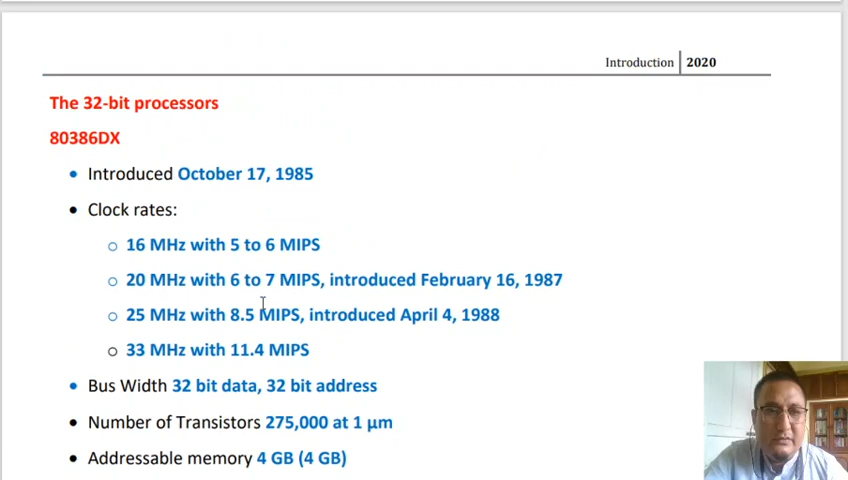 Introduction 2020
The 32-bit processors
80386DX
• Introduced October 17, 1985
• Clock rates:
o 16 MHz with 5 to 6 MIPS
o 20 MHz with 6 to 7 MIPS, introduced February 16, 1987
o 25 MHz with 8.5 MIPS, introduced April 4, 1988
o 33 MHz with 11.4 MIPS
• Bus Width 32 bit data, 32 bit address
• Number of Transistors 275,000 at 1 µm
• Addressable memory 4 GB (4 GB)